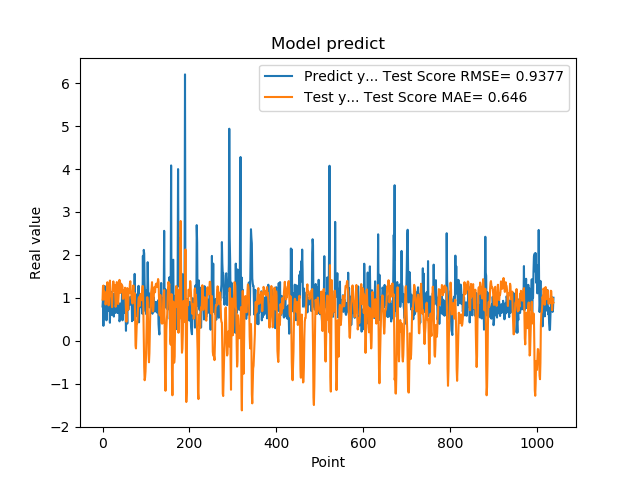 Model predict
Predict y... Test Score RMSE= 0.9377
Test y... Test Score MAE= 0.646
Real value
6
5
4
3
2
1
0
−1
−2
0 200 400 600 800 1000
Point